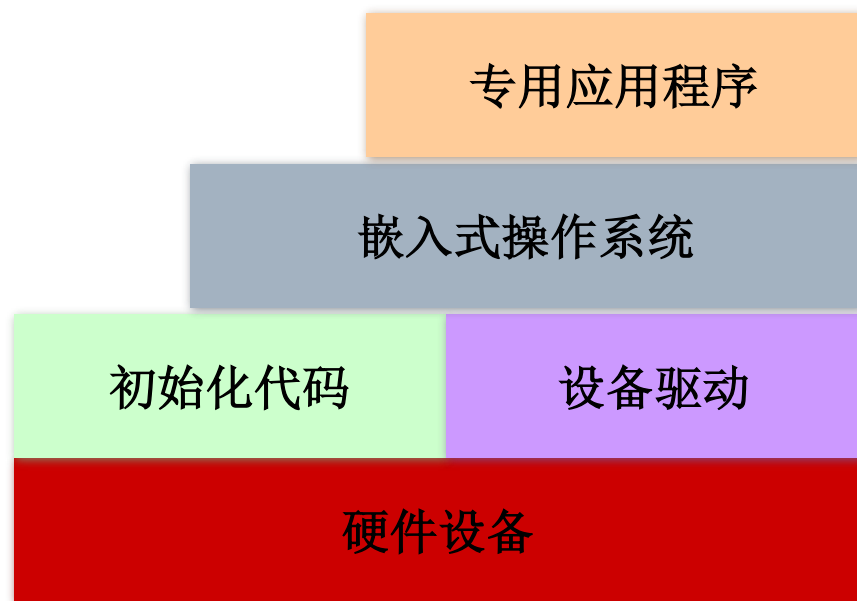 专用应用程序
嵌入式操作系统
初始化代码
设备驱动
硬件设备